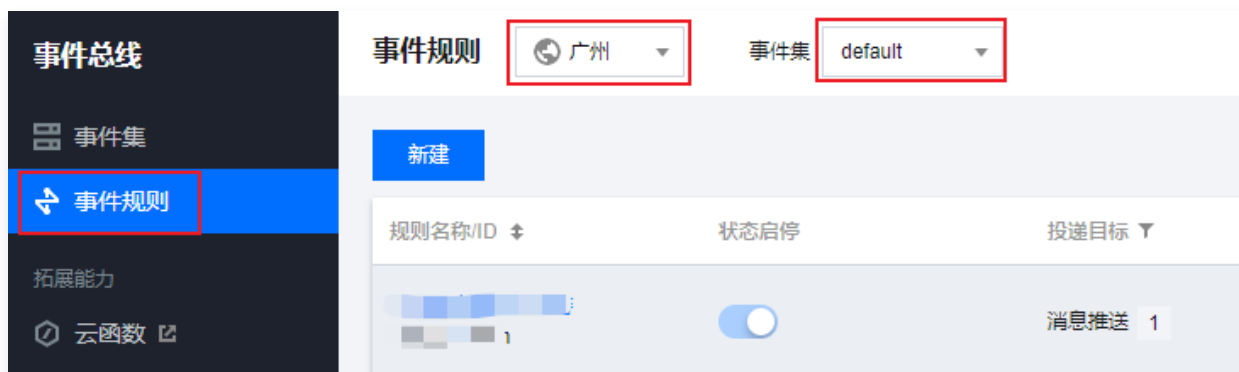 事件总线
事件集
事件规则
拓展能力
云函数
事件规则 广州 事件集 default
新建
规则名称/ID 状态启停 投递目标
消息推送 1